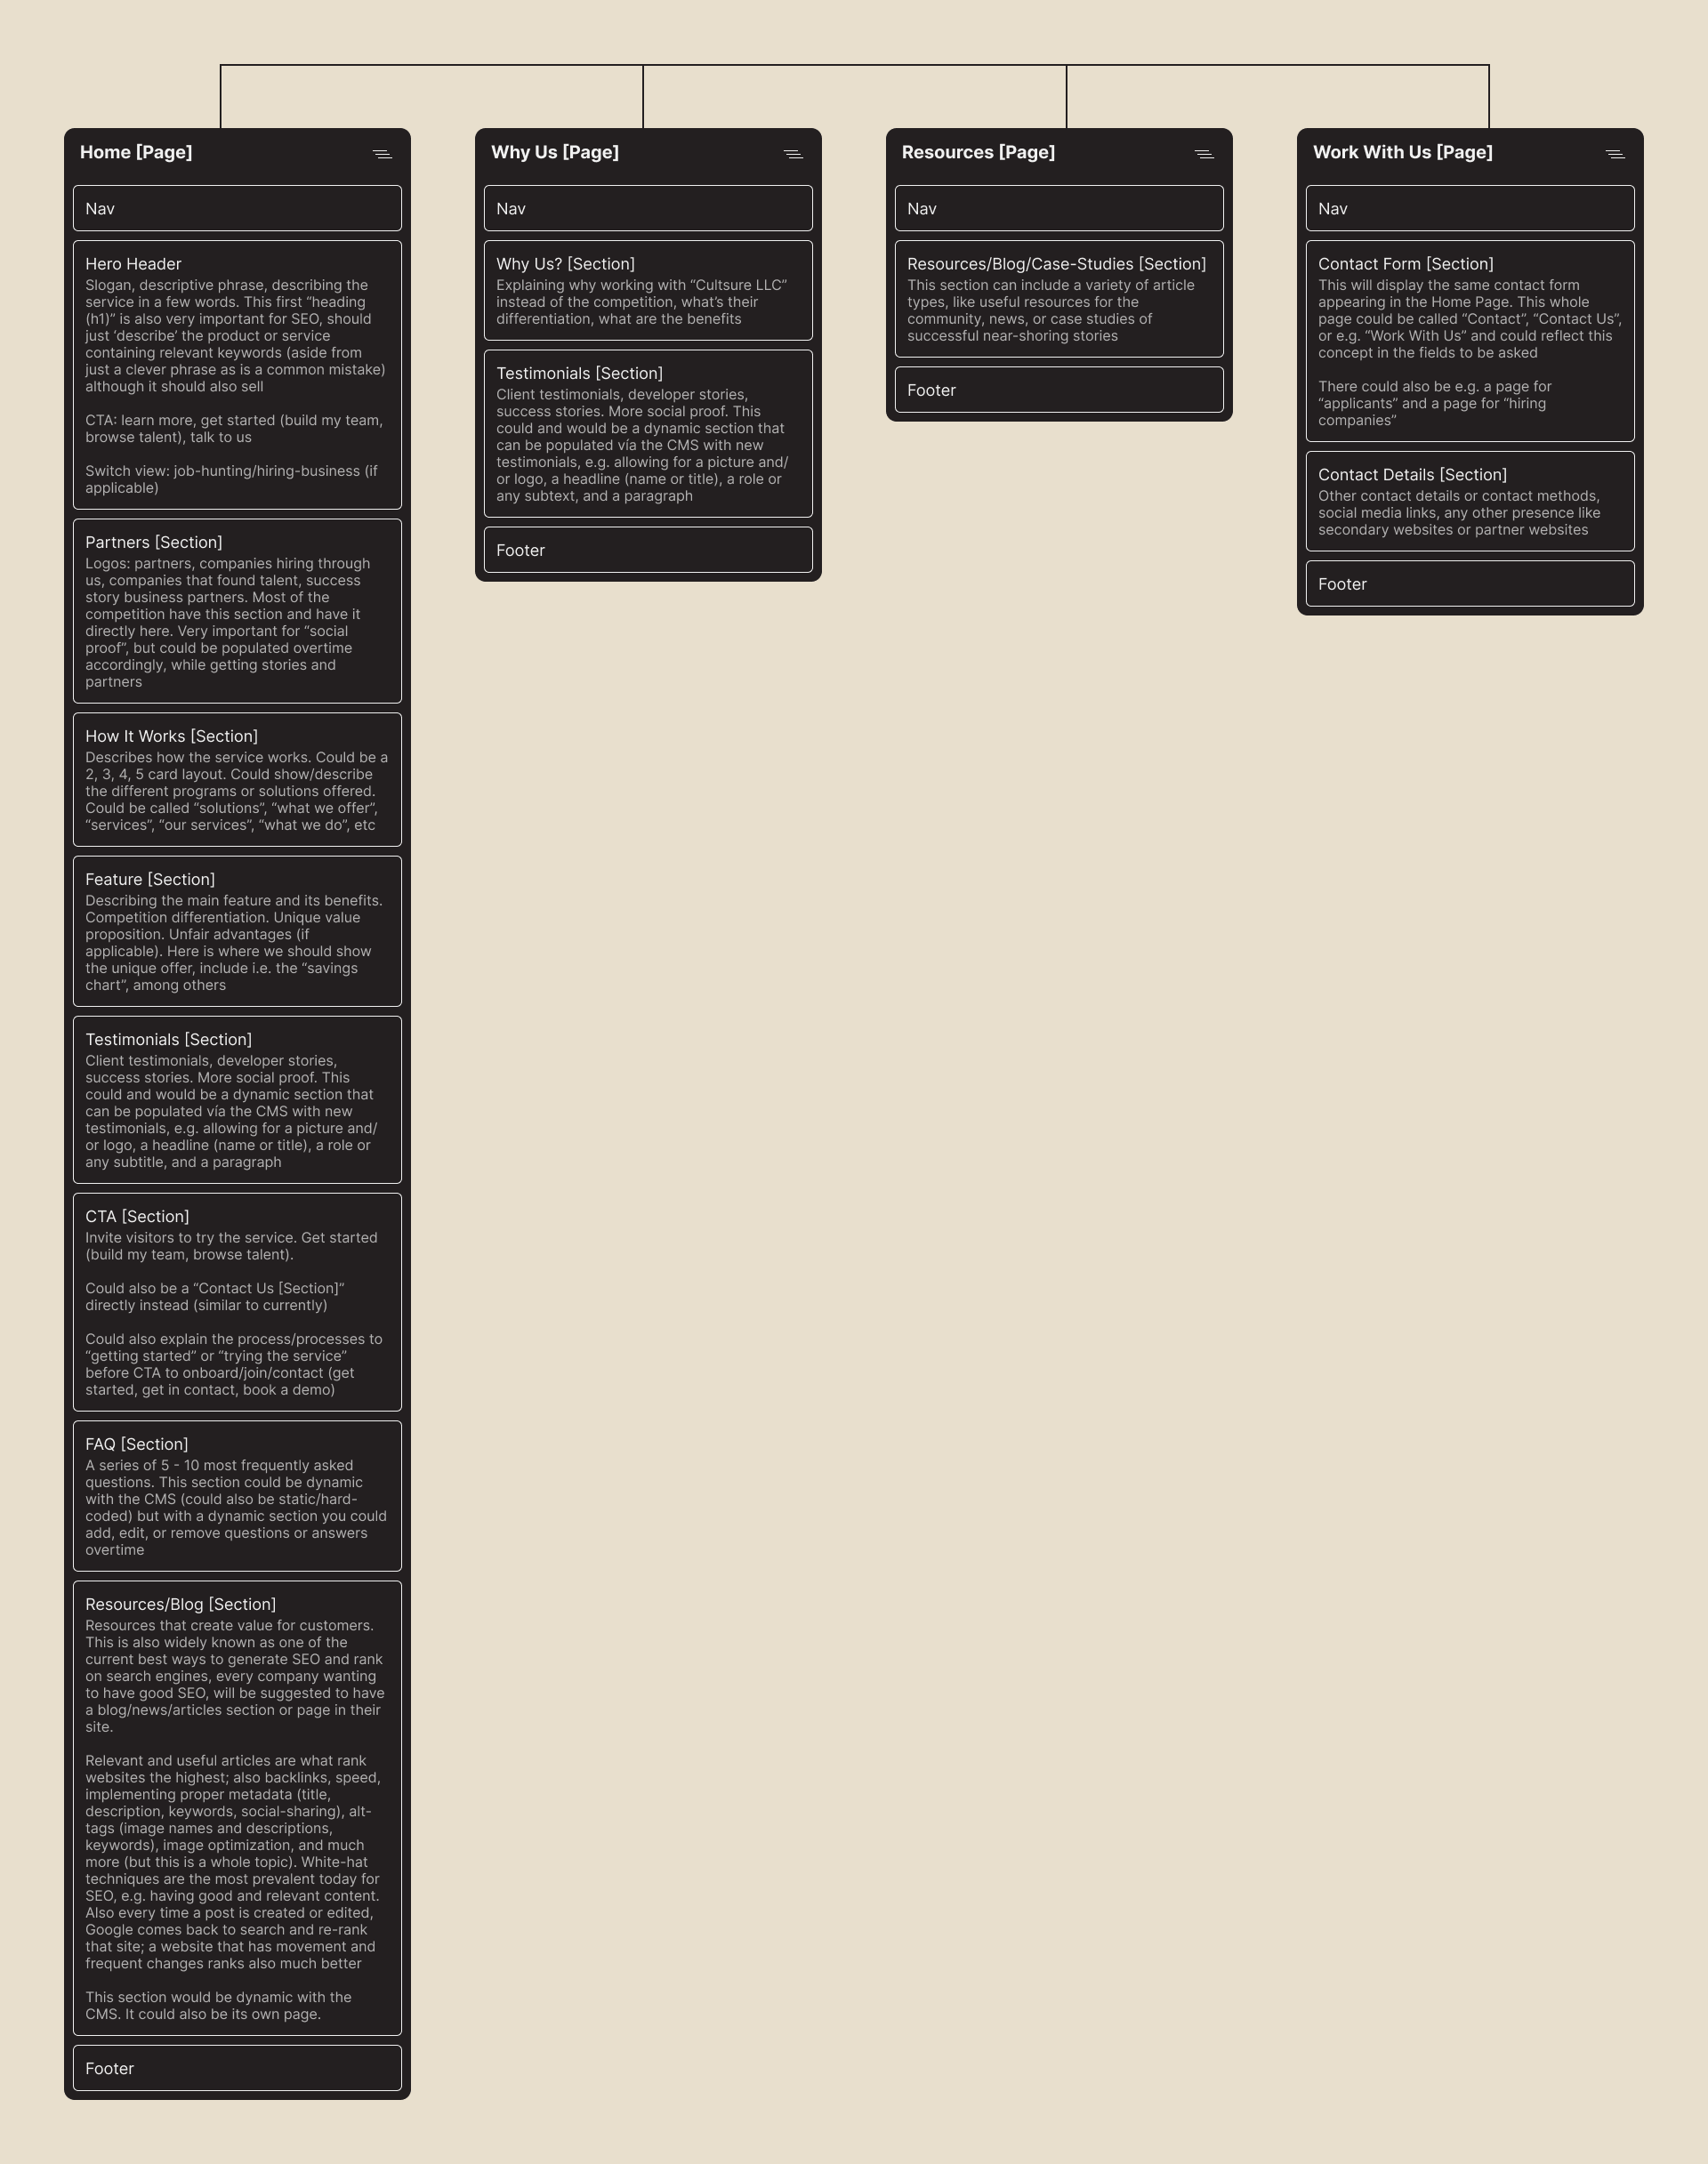 Home [Page]
Nav
Hero Header
Slogan, descriptive phrase, describing the
service in a few words. This first “heading
(h1)” is also very important for SEO, should
just ‘describe’ the product or service
containing relevant keywords (aside from
just a clever phrase as is a common mistake)
although it should also sell
CTA: learn more, get started (build my team,
browse talent), talk to us
Switch view: job-hunting/hiring-business (if
applicable)
Partners [Section]
Logos: partners, companies hiring through
us, companies that found talent, success
story business partners. Most of the
competition have this section and have it
directly here. Very important for “social
proof”, but could be populated overtime
accordingly, while getting stories and
partners
How It Works [Section]
Describes how the service works. Could be a
2, 3, 4, 5 card layout. Could show/describe
the different programs or solutions offered.
Could be called “solutions”, “what we offer”,
“services”, “our services”, “what we do”, etc
Feature [Section]
Describing the main feature and its benefits.
Competition differentiation. Unique value
proposition. Unfair advantages (if
applicable). Here is where we should show
the unique offer, include i.e. the “savings
chart”, among others
Testimonials [Section]
Client testimonials, developer stories,
success stories. More social proof. This
could and would be a dynamic section that
can be populated vía the CMS with new
testimonials, e.g. allowing for a picture and/
or logo, a headline (name or title), a role or
any subtitle, and a paragraph
CTA [Section]
Invite visitors to try the service. Get started
(build my team, browse talent).
Could also be a “Contact Us [Section]”
directly instead (similar to currently)
Could also explain the process/processes to
“getting started” or “trying the service”
before CTA to onboard/join/contact (get
started, get in contact, book a demo)
FAQ [Section]
A series of 5 - 10 most frequently asked
questions. This section could be dynamic
with the CMS (could also be static/hard-
coded) but with a dynamic section you could
add, edit, or remove questions or answers
overtime
Resources/Blog [Section]
Resources that create value for customers.
This is also widely known as one of the
current best ways to generate SEO and rank
on search engines, every company wanting
to have good SEO, will be suggested to have
a blog/news/articles section or page in their
site.
Relevant and useful articles are what rank
websites the highest; also backlinks, speed,
implementing proper metadata (title,
description, keywords, social-sharing), alt-
tags (image names and descriptions,
keywords), image optimization, and much
more (but this is a whole topic). White-hat
techniques are the most prevalent today for
SEO, e.g. having good and relevant content.
Also every time a post is created or edited,
Google comes back to search and re-rank
that site; a website that has movement and
frequent changes ranks also much better
This section would be dynamic with the
CMS. It could also be its own page.
Footer
Why Us [Page]
Nav
Why Us? [Section]
Explaining why working with “Cultsure LLC”
instead of the competition, what’s their
differentiation, what are the benefits
Testimonials [Section]
Client testimonials, developer stories,
success stories. More social proof. This
could and would be a dynamic section that
can be populated vía the CMS with new
testimonials, e.g. allowing for a picture and/
or logo, a headline (name or title), a role or
any subtext, and a paragraph
Footer
Resources [Page]
Nav
Resources/Blog/Case-Studies [Section]
This section can include a variety of article
types, like useful resources for the
community, news, or case studies of
successful near-shoring stories
Footer
Work With Us [Page]
Nav
Contact Form [Section]
This will display the same contact form
appearing in the Home Page. This whole
page could be called “Contact”, “Contact Us”,
or e.g. “Work With Us” and could reflect this
concept in the fields to be asked
There could also be e.g. a page for
“applicants” and a page for “hiring
companies”
Contact Details [Section]
Other contact details or contact methods,
social media links, any other presence like
secondary websites or partner websites
Footer